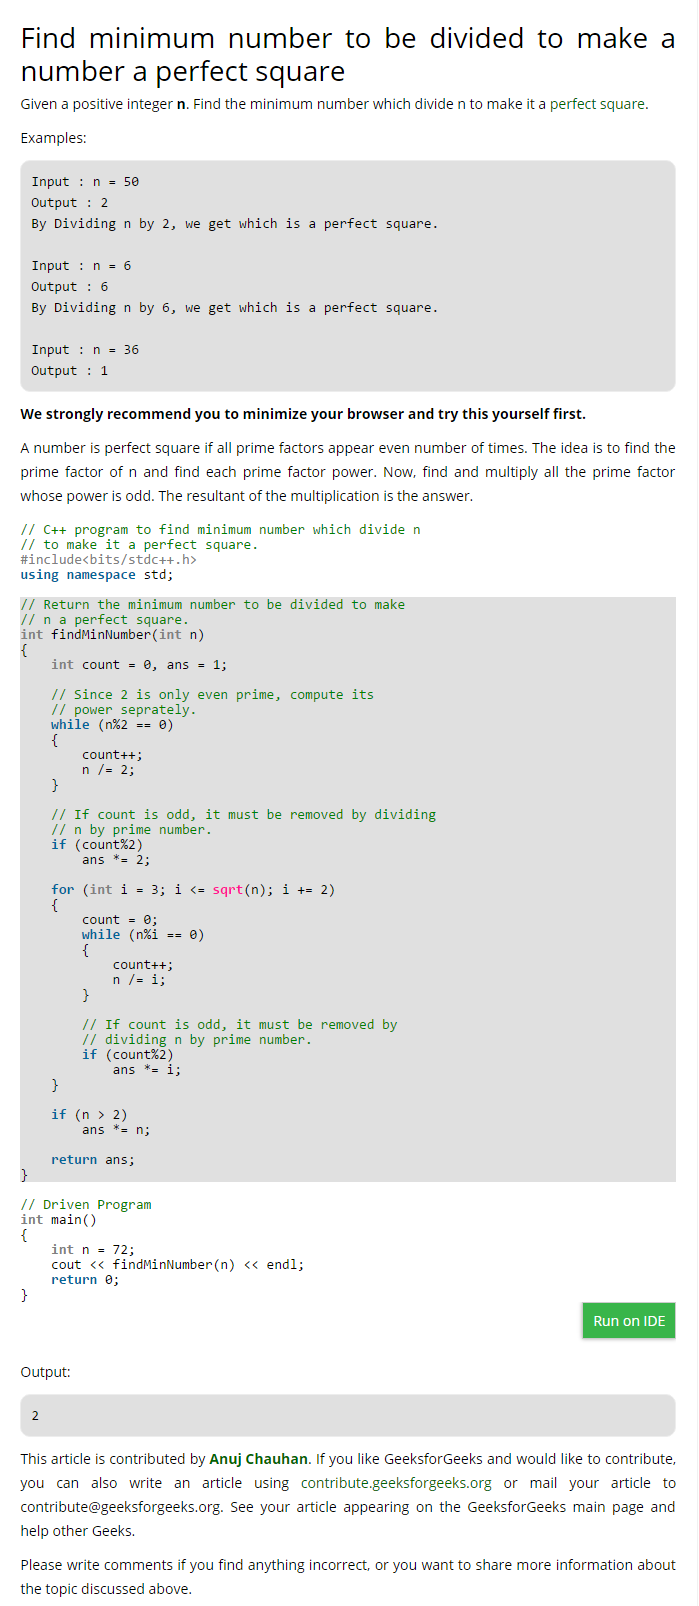 Find minimum number to be divided to make a
number a perfect square
Given a positive integer n. Find the minimum number which divide n to make it a perfect square.
Examples:
Input : n = 50
Output : 2
By Dividing n by 2, we get which is a perfect square.
Input : n = 6
Output : 6
By Dividing n by 6, we get which is a perfect square.
Input : n = 36
Output : 1
We strongly recommend you to minimize your browser and try this yourself first.
A number is perfect square if all prime factors appear even number of times. The idea is to find the
prime factor of n and find each prime factor power. Now, find and multiply all the prime factor
whose power is odd. The resultant of the multiplication is the answer.
// C++ program to find minimum number which divide n
// to make it a perfect square.
#include<bits/stdc++.h>
using namespace std;
// Return the minimum number to be divided to make
// n a perfect square.
int findMinNumber(int n)
{
    int count = 0, ans = 1;
    // Since 2 is only even prime, compute its
    // power seprately.
    while (n%2 == 0)
    {
        count++;
        n /= 2;
    }
    // If count is odd, it must be removed by dividing
    // n by prime number.
    if (count%2)
        ans *= 2;
    for (int i = 3; i <= sqrt(n); i += 2)
    {
        count = 0;
        while (n%i == 0)
        {
            count++;
            n /= i;
        }
        // If count is odd, it must be removed by
        // dividing n by prime number.
        if (count%2)
            ans *= i;
    }
    if (n > 2)
        ans *= n;
    return ans;
}
// Driven Program
int main()
{
    int n = 72;
    cout << findMinNumber(n) << endl;
    return 0;
}
Run on IDE
Output:
2
This article is contributed by Anuj Chauhan. If you like GeeksforGeeks and would like to contribute,
you can also write an article using contribute.geeksforgeeks.org or mail your article to
contribute@geeksforgeeks.org. See your article appearing on the GeeksforGeeks main page and
help other Geeks.
Please write comments if you find anything incorrect, or you want to share more information about
the topic discussed above.